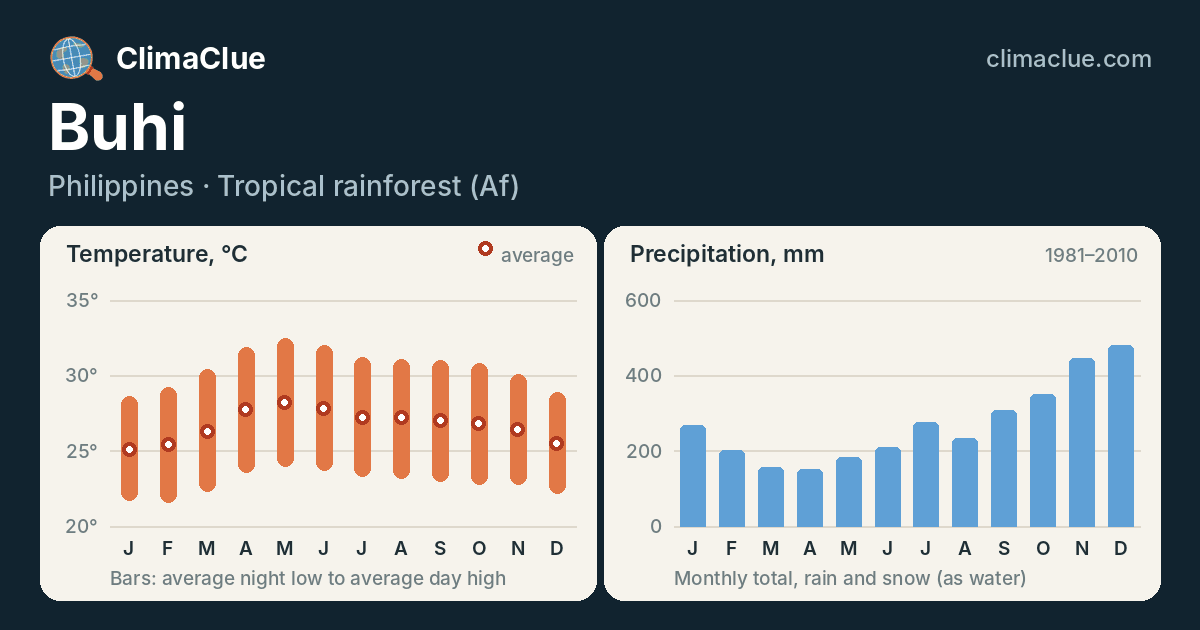 ClimaClue
climaclue.com
Buhi
Philippines · Tropical rainforest (Af)
Temperature, °C
average
35°
30°
25°
20°
J F M A M J J A S O N D
Bars: average night low to average day high
Precipitation, mm
1981–2010
600
400
200
0
J F M A M J J A S O N D
Monthly total, rain and snow (as water)